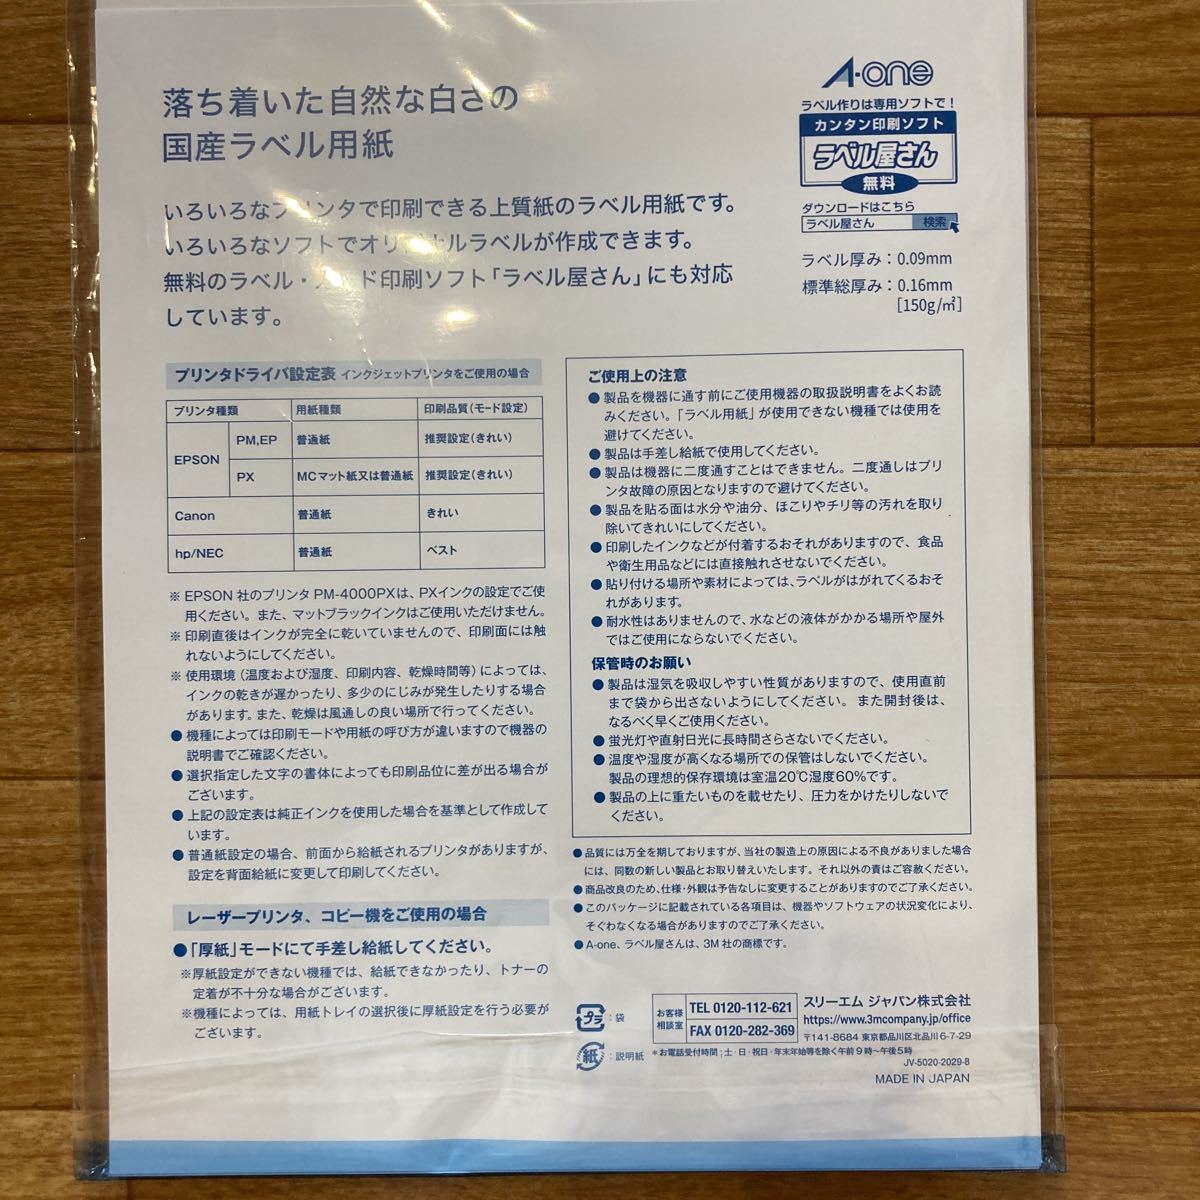 落ち着いた自然な白さの
国産ラベル用紙
いろいろなプリンタで印刷できる上質紙のラベル用紙です。
いろいろなソフトでオリジナルラベルが作成できます。
無料のラベル・ ド印刷ソフト「ラベル屋さん」にも対応
しています。
A-one
ラベル作りは専用ソフトで!
カンタン印刷ソフト
ラベル屋さん
無料
ダウンロードはこちら
ラベル屋さん 検索
ラベル厚み:0.09mm
標準総厚み:0.16mm
[150g/㎡]
プリンタドライバ設定表 インクジェットプリンタをご使用の場合
プリンタ種類 用紙種類 印刷品質(モード設定)
EPSON PM,EP 普通紙 推奨設定(きれい)
PX MCマット紙又は普通紙 推奨設定(きれい)
Canon 普通紙 きれい
hp/NEC 普通紙 ベスト
※ EPSON 社のプリンタ PM-4000PXは、PXインクの設定でご使
用ください。また、マットブラックインクはご使用いただけません。
※ 印刷直後はインクが完全に乾いていませんので、印刷面には触
れないようにしてください。
※ 使用環境(温度および湿度、印刷内容、乾燥時間等)によっては、
インクの乾きが遅かったり、多少のにじみが発生したりする場合
があります。また、乾燥は風通しの良い場所で行ってください。
● 機種によっては印刷モードや用紙の呼び方が違いますので機器の
説明書でご確認ください。
● 選択指定した文字の書体によっても印刷品位に差が出る場合が
ございます。
● 上記の設定表は純正インクを使用した場合を基準として作成して
います。
● 普通紙設定の場合、前面から給紙されるプリンタがありますが、
設定を背面給紙に変更して印刷してください。
レーザープリンタ、コピー機をご使用の場合
●「厚紙」モードにて手差し給紙してください。
※厚紙設定ができない機種では、給紙できなかったり、トナーの
定着が不十分な場合がございます。
※機種によっては、用紙トレイの選択後に厚紙設定を行う必要が
ございます。
ご使用上の注意
● 製品を機器に通す前にご使用機器の取扱説明書をよくお読
みください。「ラベル用紙」が使用できない機種では使用を
避けてください。
● 製品は手差し給紙で使用してください。
● 製品は機器に二度通すことはできません。二度通しはプリ
ンタ故障の原因となりますので避けてください。
● 製品を貼る面は水分や油分、ほこりやチリ等の汚れを取り
除いてきれいにしてください。
● 印刷したインクなどが付着するおそれがありますので、食品
や衛生用品などには直接触れさせないでください。
● 貼り付ける場所や素材によっては、ラベルがはがれてくるおそ
れがあります。
● 耐水性はありませんので、水などの液体がかかる場所や屋外
ではご使用にならないでください。
保管時のお願い
● 製品は湿気を吸収しやすい性質がありますので、使用直前
まで袋から出さないようにしてください。また開封後は、
なるべく早くご使用ください。
● 蛍光灯や直射日光に長時間さらさないでください。
● 温度や湿度が高くなる場所での保管はしないでください。
製品の理想的保存環境は室温20℃湿度60%です。
● 製品の上に重たいものを載せたり、圧力をかけたりしないで
ください。
● 品質には万全を期しておりますが、当社の製造上の原因による不良がありました場合
には、同数の新しい製品とお取り替えいたします。それ以外の責はご容赦ください。
● 商品改良のため、仕様・外観は予告なしに変更することがありますのでご了承ください。
● このパッケージに記載されている各項目は、機器やソフトウェアの状況変化により、
そぐわなくなる場合がありますのでご了承ください。
● A-one、ラベル屋さんは、3M 社の商標です。
プラ :袋
紙 :説明紙
お客様
相談室
TEL 0120-112-621
FAX 0120-282-369
スリーエム ジャパン株式会社
https://www.3mcompany.jp/office
〒141-8684 東京都品川区北品川 6-7-29
*お電話受付時間;土・日・祝日・年末年始等を除く午前9時~午後5時
JV-5020-2029-8
MADE IN JAPAN